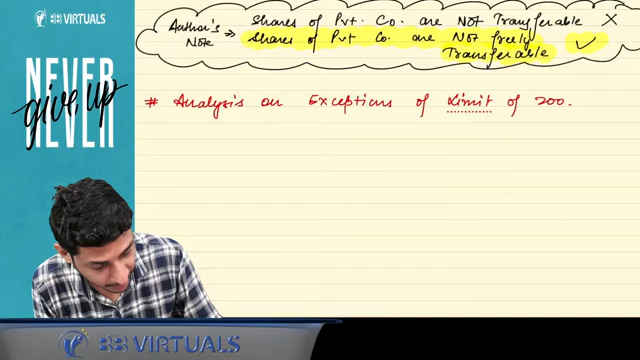 Author's Note ⇒ Shares of Pvt. Co. are NOT Transferable ✗
Shares of Pvt Co. are NOT freely Transferable ✓
# Analysis on Exceptions of Limit of 200.
NEVER
give up
NEVER
BB VIRTUALS
BB VIRTUALS